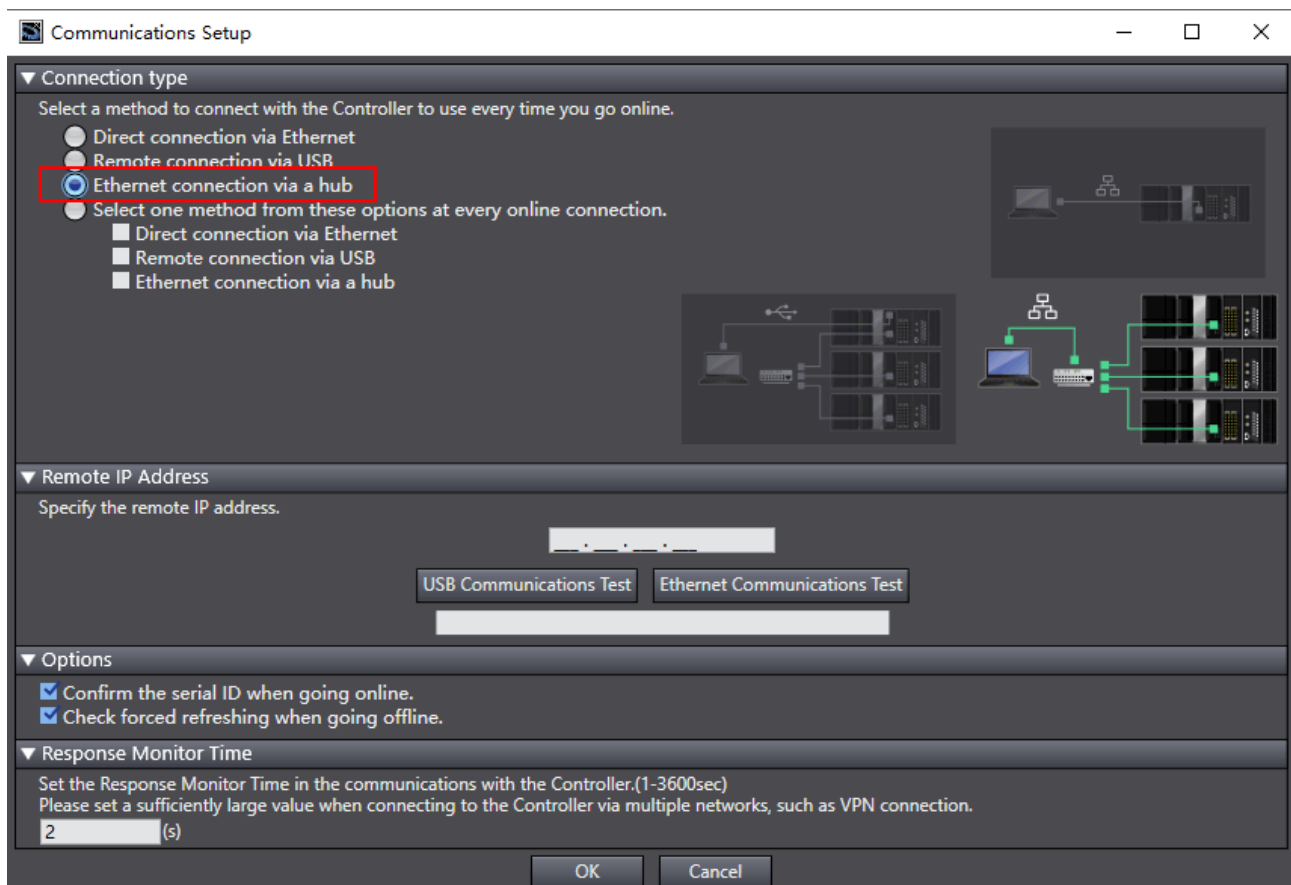 Communications Setup
Connection type
Select a method to connect with the Controller to use every time you go online.
Direct connection via Ethernet
Remote connection via USB
Ethernet connection via a hub
Select one method from these options at every online connection.
Direct connection via Ethernet
Remote connection via USB
Ethernet connection via a hub
Remote IP Address
Specify the remote IP address.
___.___.___.___
USB Communications Test Ethernet Communications Test
Options
Confirm the serial ID when going online.
Check forced refreshing when going offline.
Response Monitor Time
Set the Response Monitor Time in the communications with the Controller.(1-3600sec)
Please set a sufficiently large value when connecting to the Controller via multiple networks, such as VPN connection.
2 (s)
OK Cancel